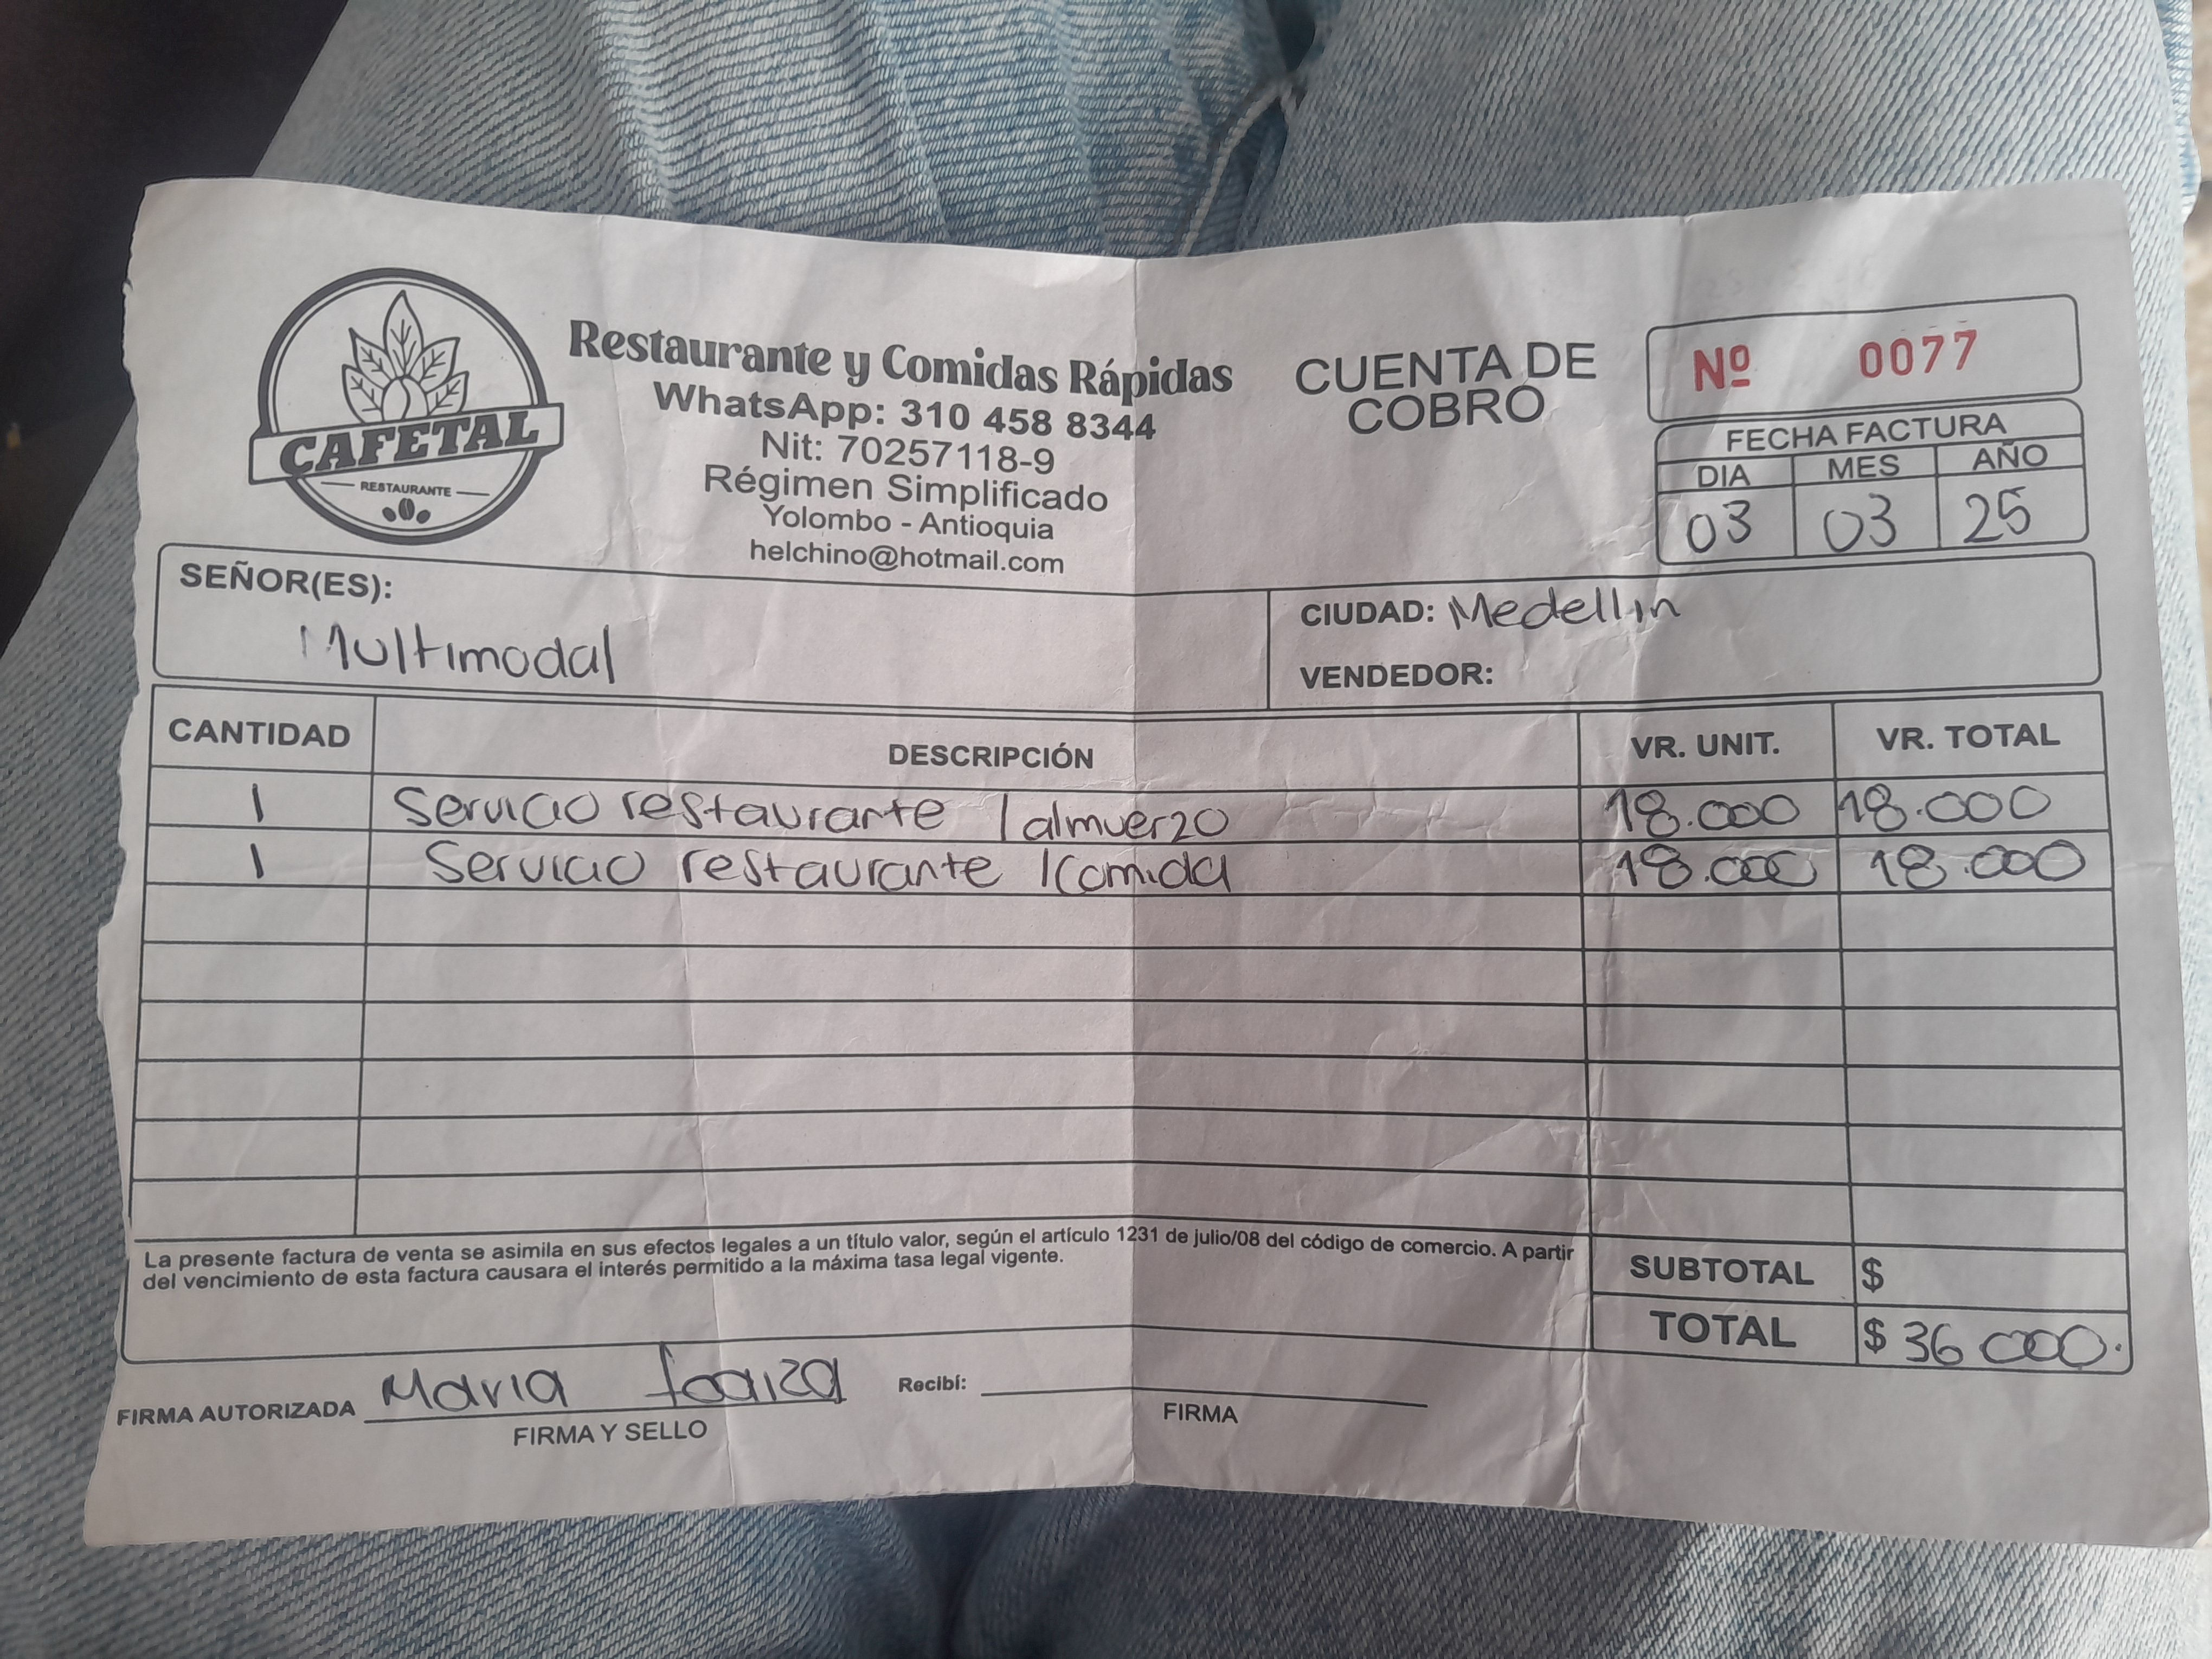 CAFETAL
RESTAURANTE
Restaurante y Comidas Rápidas
WhatsApp: 310 458 8344
Nit: 70257118-9
Régimen Simplificado
Yolombo - Antioquia
helchino@hotmail.com
CUENTA DE
COBRO
Nº 0077
FECHA FACTURA
DIA MES AÑO
03 03 25
SEÑOR(ES):
Multimodal
CIUDAD: Medellin
VENDEDOR:
CANTIDAD DESCRIPCIÓN VR. UNIT. VR. TOTAL
1 Servicio restaurante 1 almuerzo 18.000 18.000
1 Servicio restaurante 1 Comida 18.000 18.000
La presente factura de venta se asimila en sus efectos legales a un título valor, según el artículo 1231 de julio/08 del código de comercio. A partir
del vencimiento de esta factura causara el interés permitido a la máxima tasa legal vigente.
SUBTOTAL $
TOTAL $ 36 000.
FIRMA AUTORIZADA Maria loaiza Recibí:
FIRMA Y SELLO FIRMA